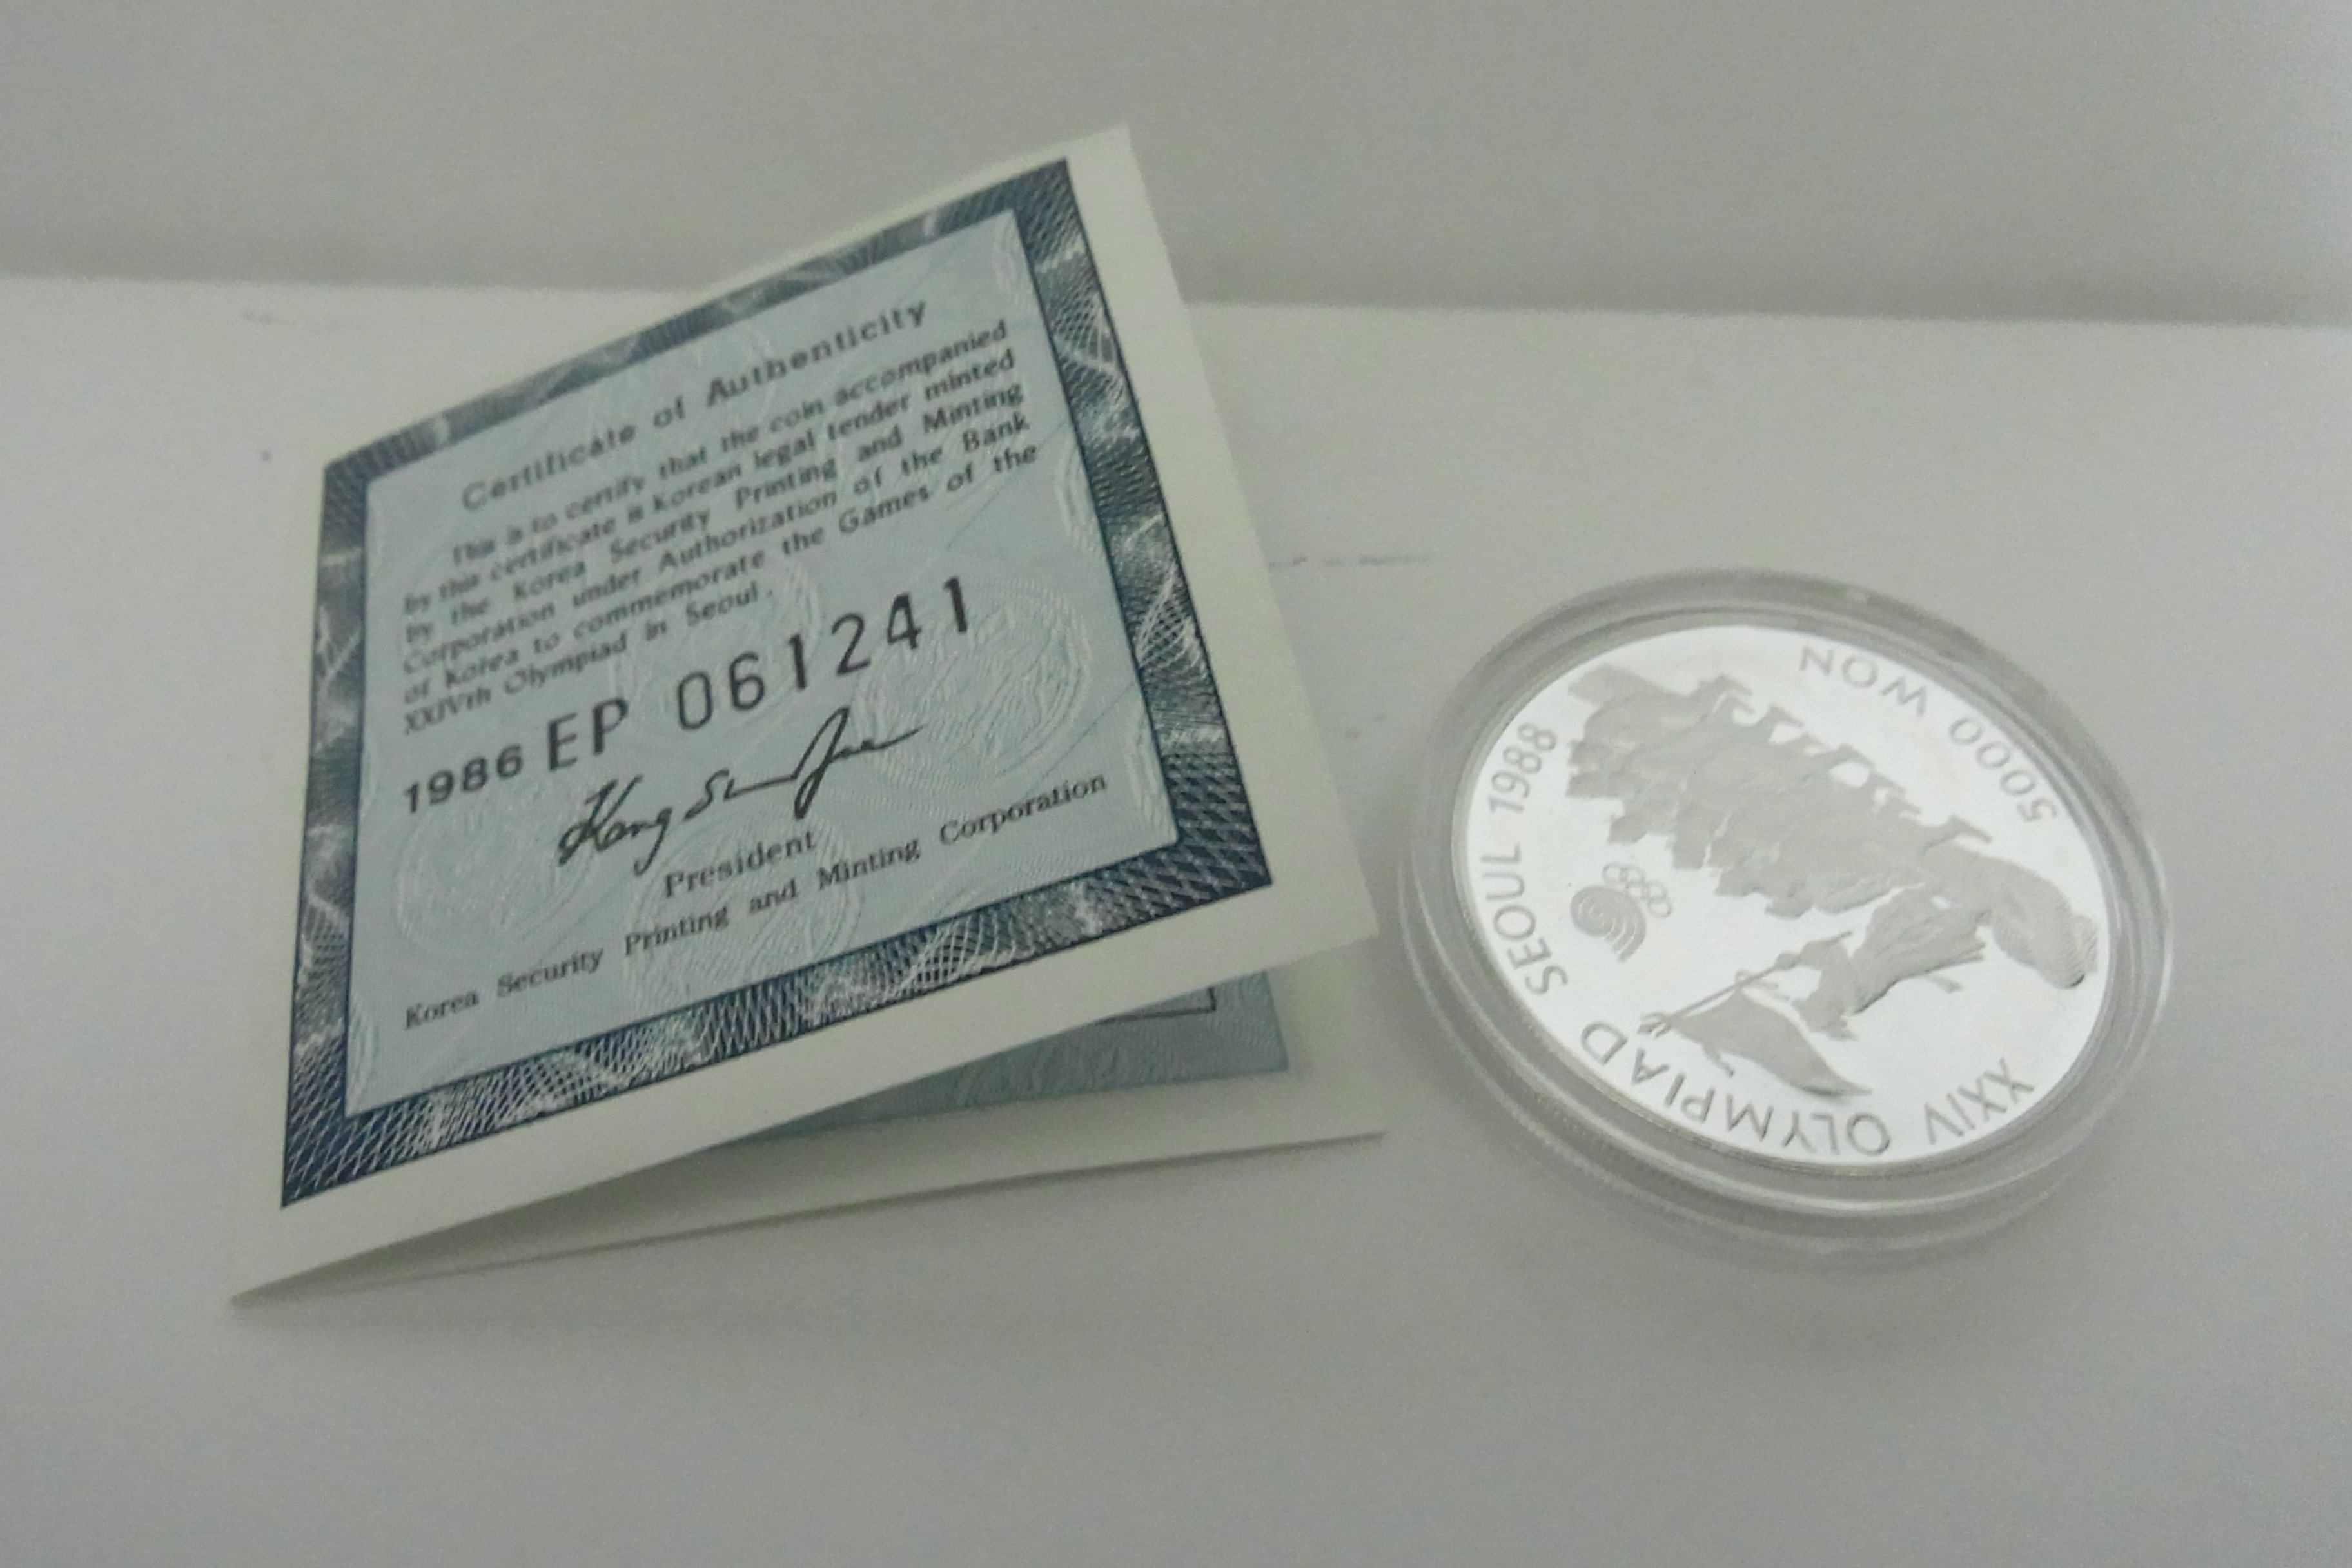 Certificate of Authenticity
This is to certify that the coin accompanied
by this certificate is Korean legal tender minted
by the Korea Security Printing and Minting
Corporation under Authorization of the Bank
of Korea to commemorate the Games of the
XXIVth Olympiad in Seoul.
1986 EP 061241
President
Korea Security Printing and Minting Corporation
XXIV OLYMPIAD SEOUL 1988
5000 WON